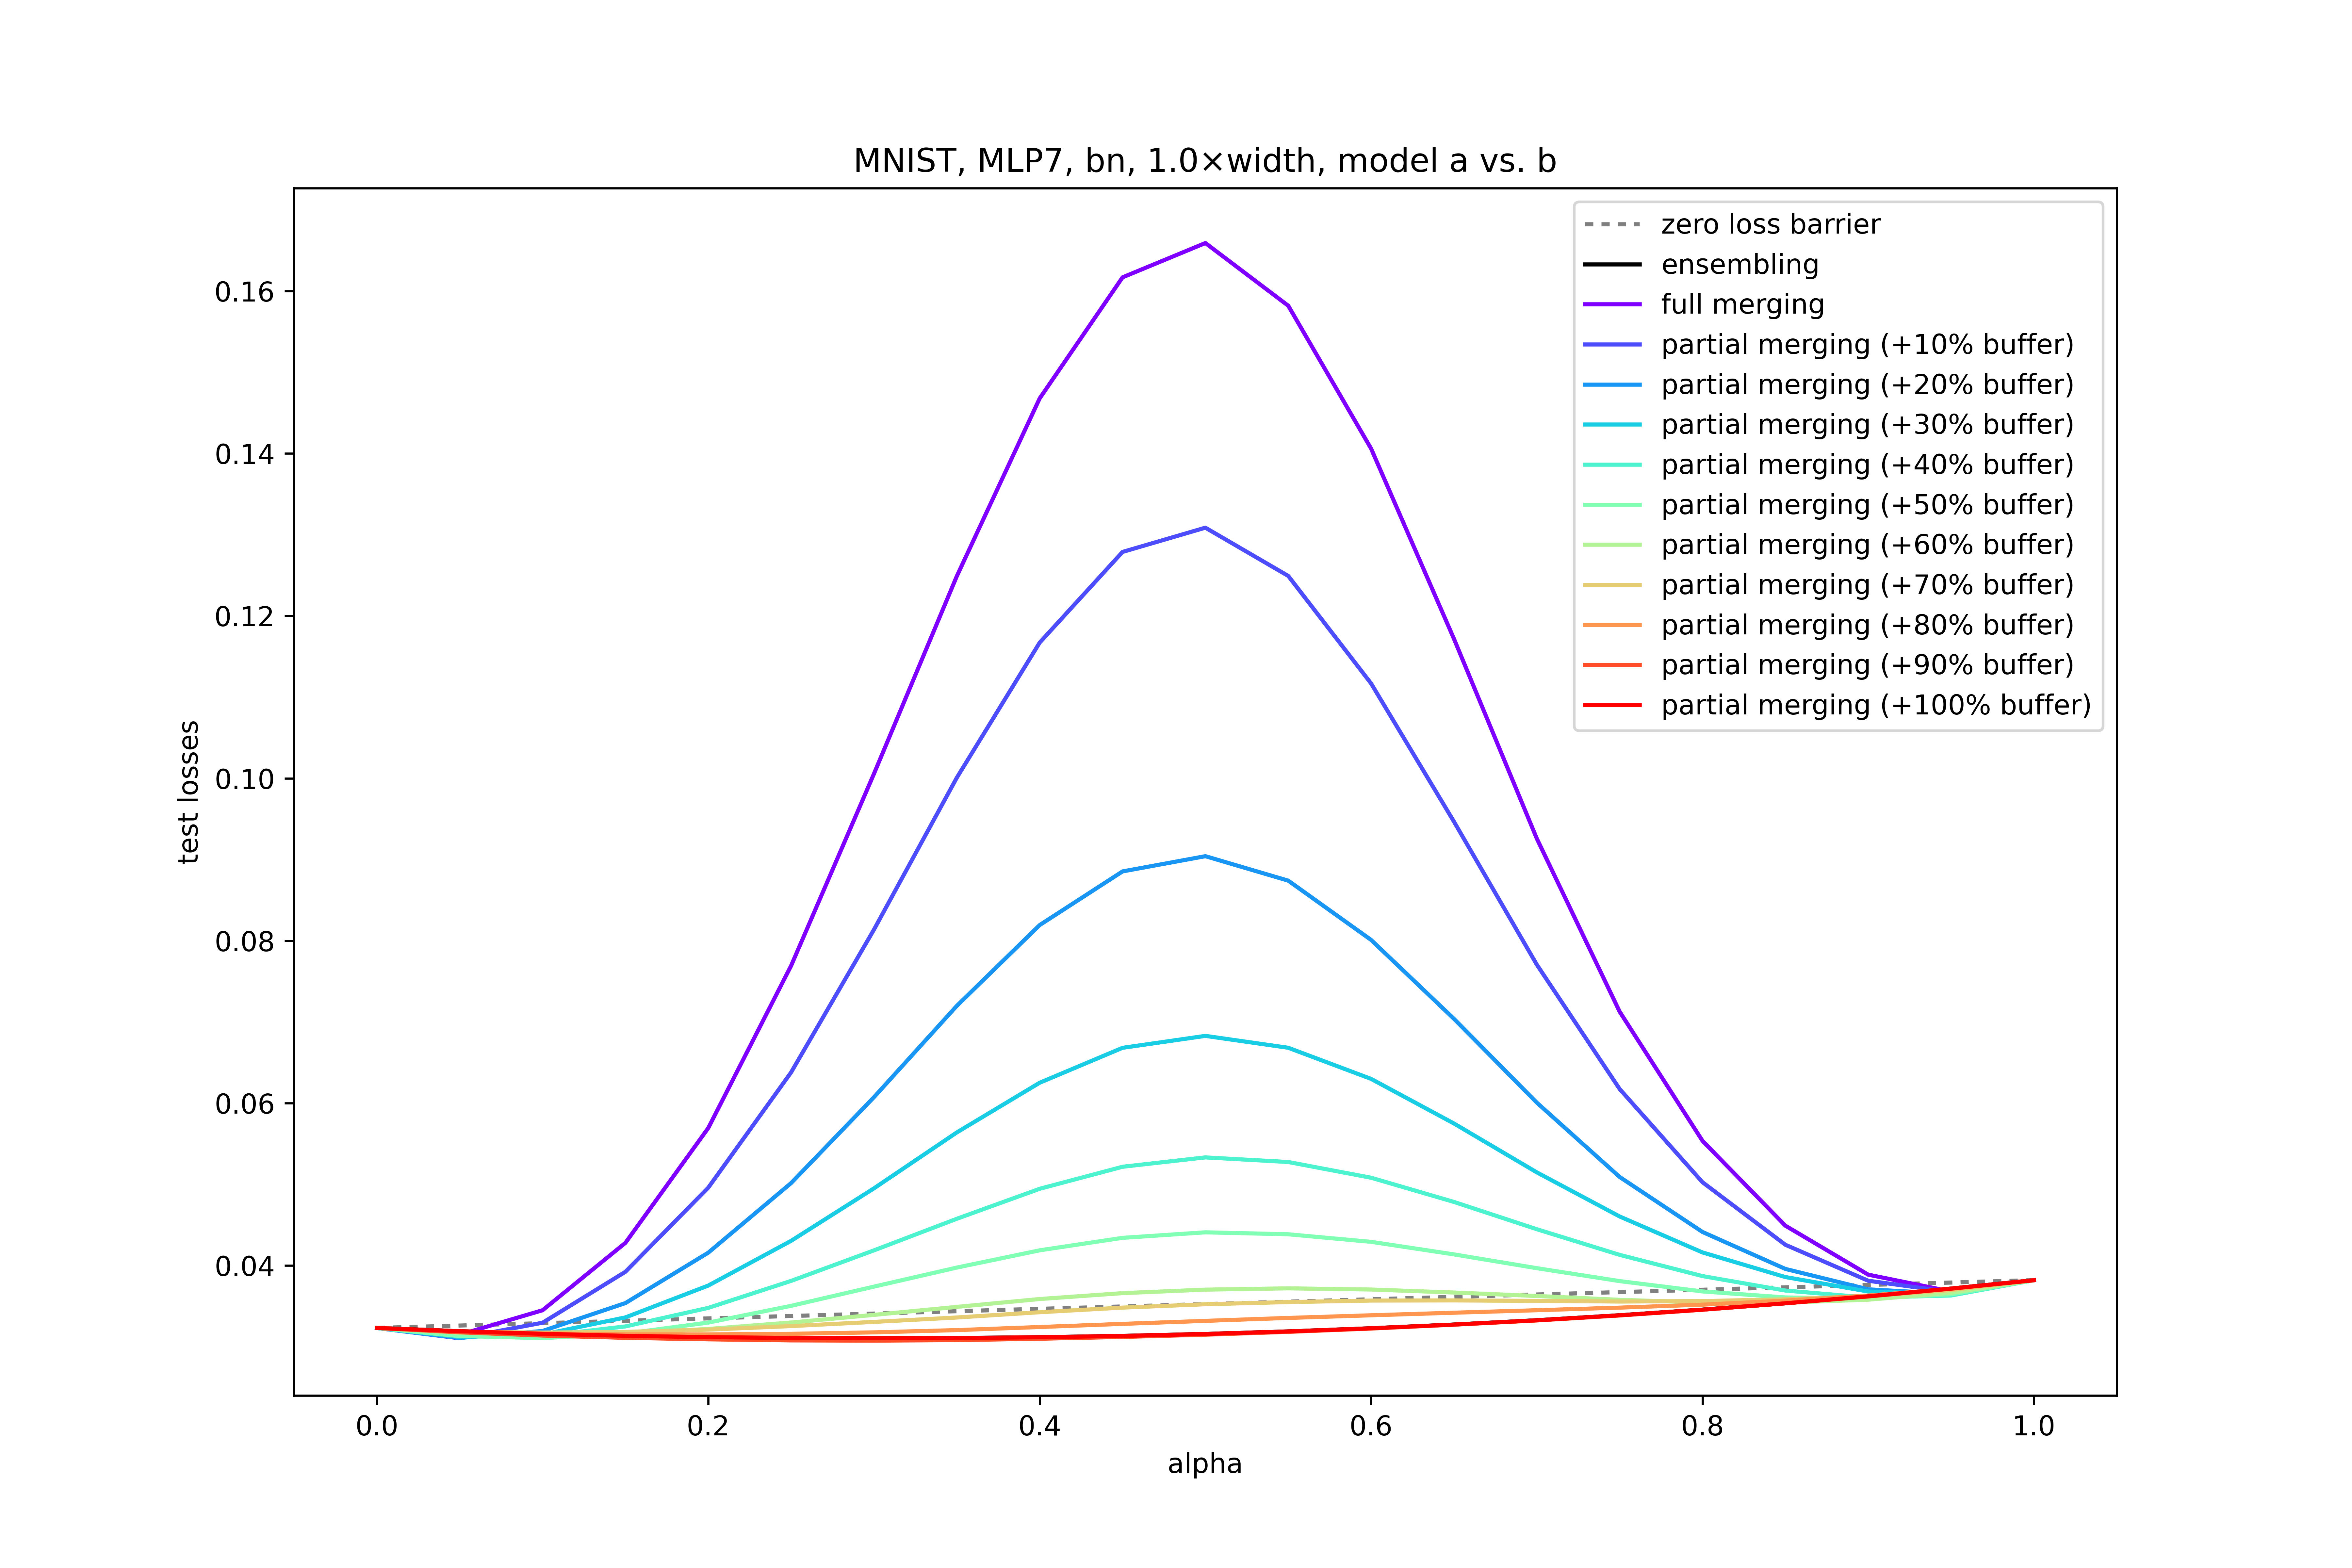 MNIST, MLP7, bn, 1.0×width, model a vs. b
zero loss barrier
ensembling
full merging
partial merging (+10% buffer)
partial merging (+20% buffer)
partial merging (+30% buffer)
partial merging (+40% buffer)
partial merging (+50% buffer)
partial merging (+60% buffer)
partial merging (+70% buffer)
partial merging (+80% buffer)
partial merging (+90% buffer)
partial merging (+100% buffer)
0.16
0.14
0.12
0.10
0.08
0.06
0.04
test losses
0.0 0.2 0.4 0.6 0.8 1.0
alpha